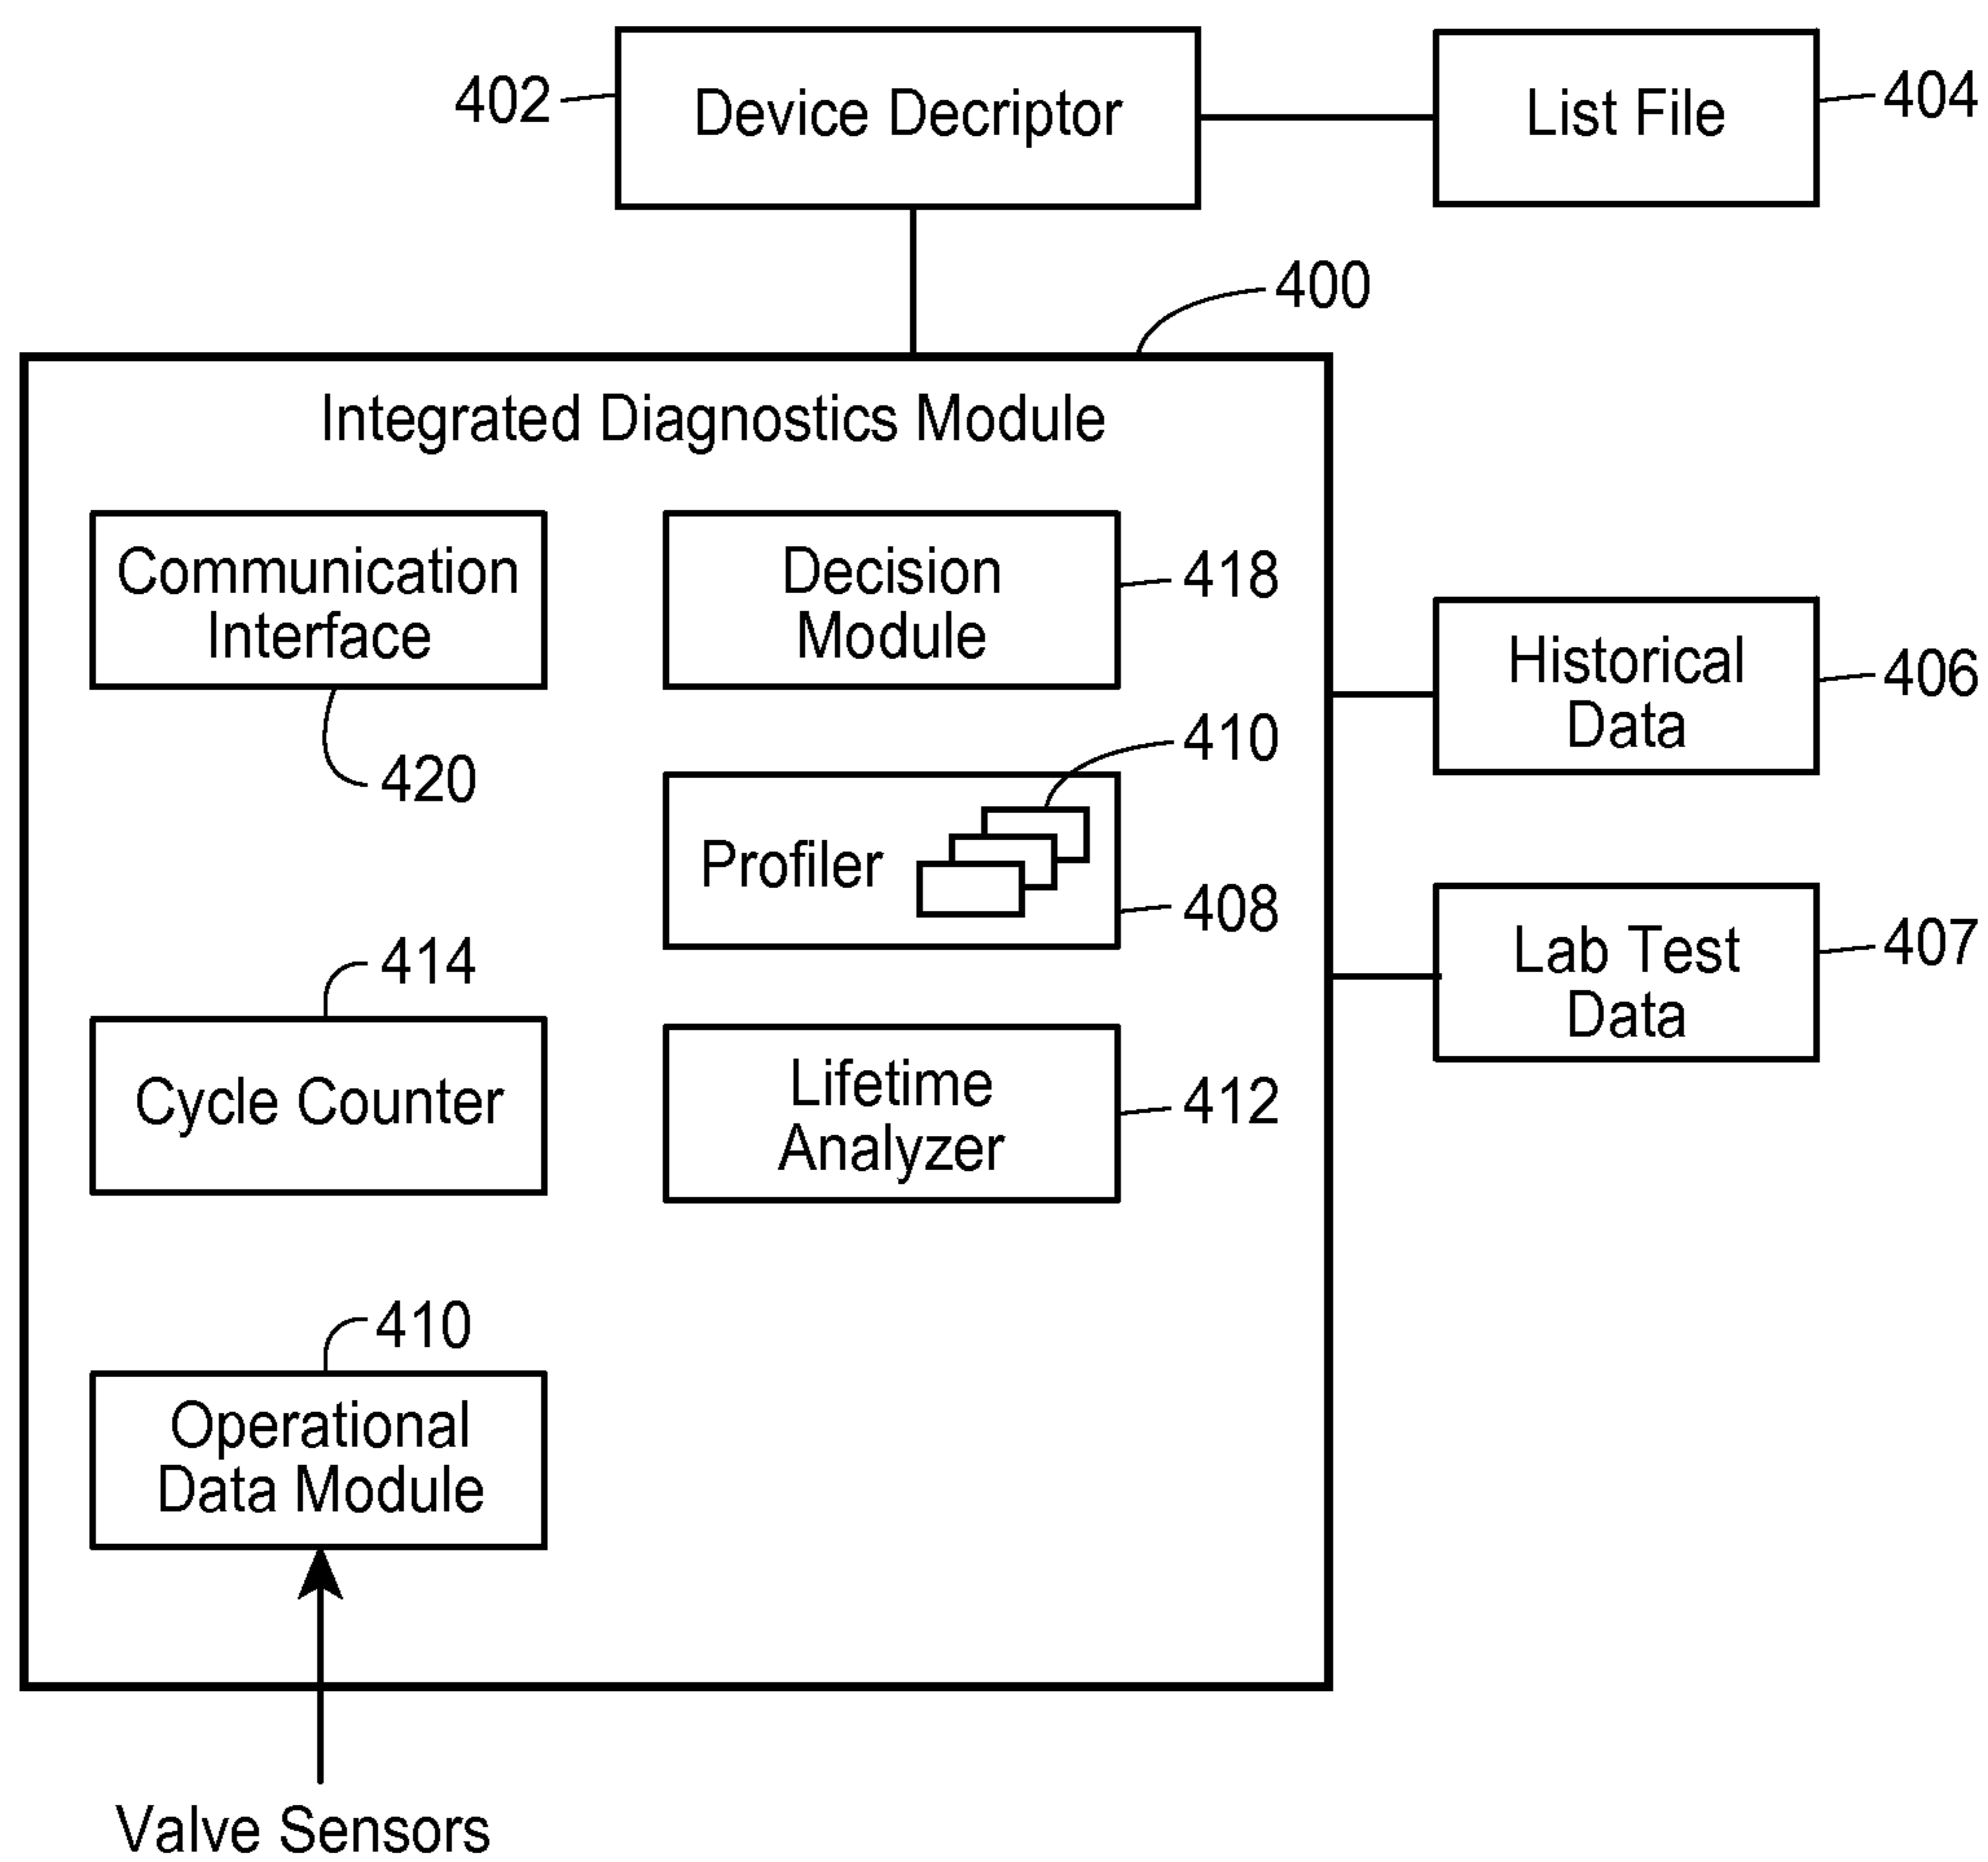 402
Device Decriptor
List File
404
400
Integrated Diagnostics Module
Communication
Interface
420
Decision
Module
418
Historical
Data
406
410
Profiler
408
Lab Test
Data
407
414
Cycle Counter
Lifetime
Analyzer
412
410
Operational
Data Module
Valve Sensors